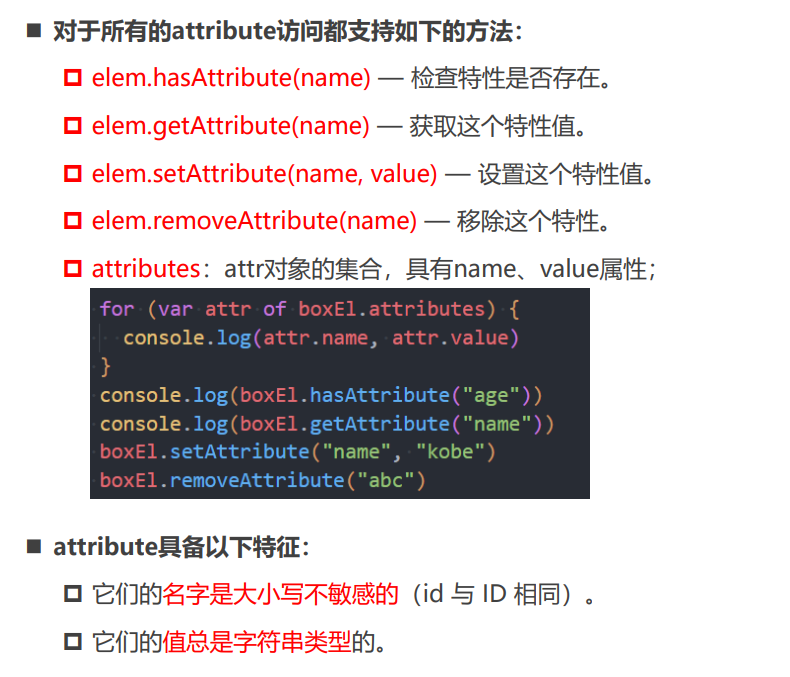 对于所有的attribute访问都支持如下的方法：
elem.hasAttribute(name) — 检查特性是否存在。
elem.getAttribute(name) — 获取这个特性值。
elem.setAttribute(name, value) — 设置这个特性值。
elem.removeAttribute(name) — 移除这个特性。
attributes：attr对象的集合，具有name、value属性；
for (var attr of boxEl.attributes) {
  console.log(attr.name, attr.value)
}
console.log(boxEl.hasAttribute("age"))
console.log(boxEl.getAttribute("name"))
boxEl.setAttribute("name", "kobe")
boxEl.removeAttribute("abc")
attribute具备以下特征：
它们的名字是大小写不敏感的（id 与 ID 相同）。
它们的值总是字符串类型的。